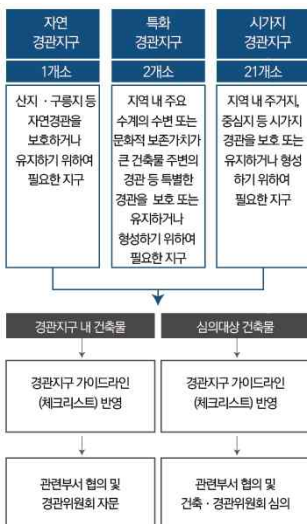 자연
경관지구
1개소
산지 · 구릉지 등
자연경관을
보호하거나
유지하기 위하여
필요한 지구
특화
경관지구
2개소
지역 내 주요
수계의 수변 또는
문화적 보존가치가
큰 건축물 주변의
경관 등 특별한
경관을 보호 또는
유지하거나
형성하기 위하여
필요한 지구
시가지
경관지구
21개소
지역 내 주거지,
중심지 등 시가지
경관을 보호 또는
유지하거나 형성
하기 위하여
필요한 지구
경관지구 내 건축물
경관지구 가이드라인
(체크리스트) 반영
관련부서 협의 및
경관위원회 자문
심의대상 건축물
경관지구 가이드라인
(체크리스트) 반영
관련부서 협의 및
건축 · 경관위원회 심의